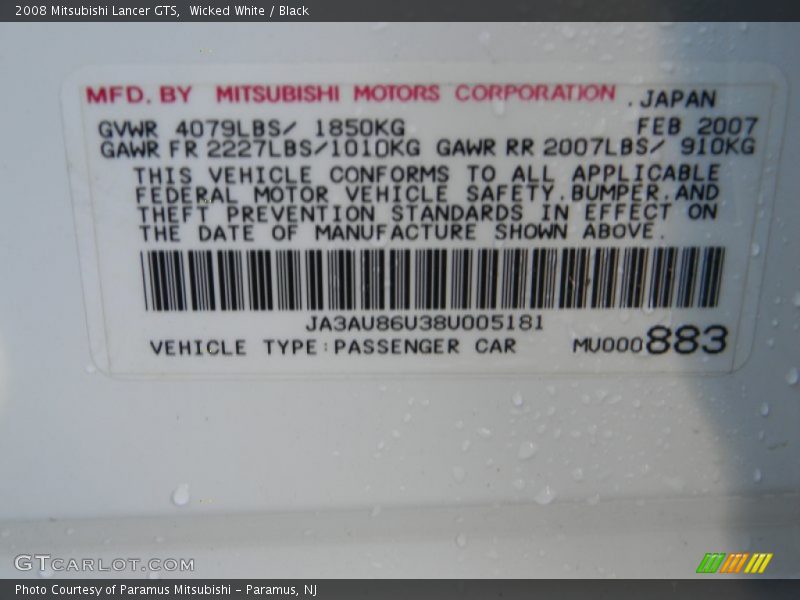 2008 Mitsubishi Lancer GTS,  Wicked White / Black
MFD. BY MITSUBISHI MOTORS CORPORATION . JAPAN
GVWR 4079LBS/ 1850KG FEB 2007
GAWR FR 2227LBS/1010KG GAWR RR 2007LBS/ 910KG
THIS VEHICLE CONFORMS TO ALL APPLICABLE
FEDERAL MOTOR VEHICLE SAFETY,BUMPER,AND
THEFT PREVENTION STANDARDS IN EFFECT ON
THE DATE OF MANUFACTURE SHOWN ABOVE.
JA3AU86U38U005181
VEHICLE TYPE:PASSENGER CAR MU000883
GTCARLOT.COM
Photo Courtesy of Paramus Mitsubishi - Paramus, NJ